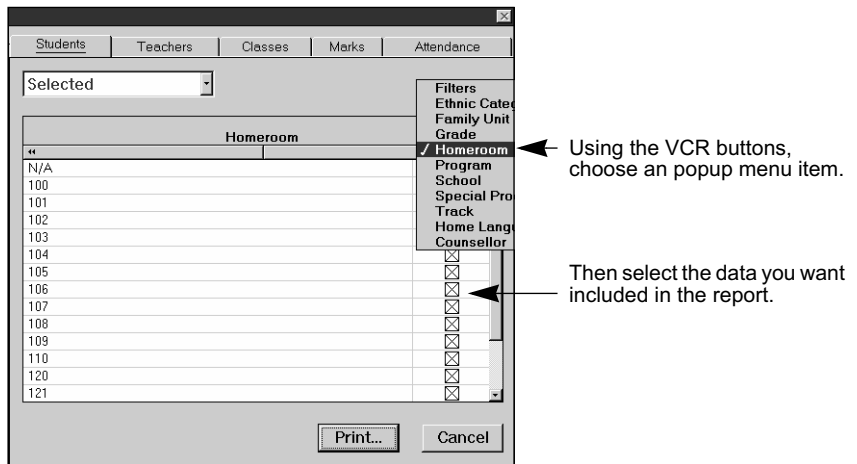 Students Teachers Classes Marks Attendance
Selected
Filters
Ethnic Categ
Family Unit
Grade
✓ Homeroom
Program
School
Special Pro
Track
Home Langu
Counsellor
Homeroom
N/A
100
101
102
103
104
105
106
107
108
109
110
120
121
Print... Cancel
Using the VCR buttons,
choose an popup menu item.
Then select the data you want
included in the report.